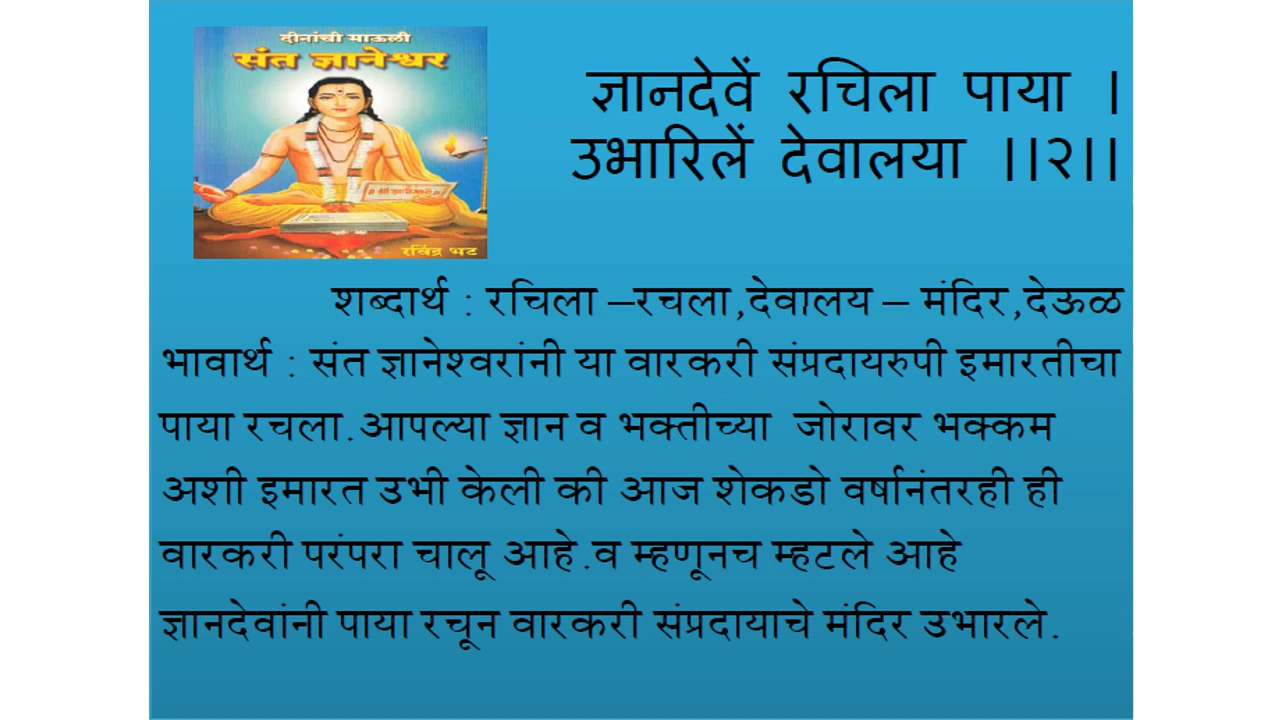 दीनांची माऊली
संत ज्ञानेश्वर
रविंद्र भट
ज्ञानदेवें रचिला पाया ।
उभारिलें देवालया ।।२।।
शब्दार्थ : रचिला –रचला,देवालय – मंदिर,देऊळ
भावार्थ : संत ज्ञानेश्वरांनी या वारकरी संप्रदायरुपी इमारतीचा
पाया रचला.आपल्या ज्ञान व भक्तीच्या जोरावर भक्कम
अशी इमारत उभी केली की आज शेकडो वर्षानंतरही ही
वारकरी परंपरा चालू आहे.व म्हणूनच म्हटले आहे
ज्ञानदेवांनी पाया रचून वारकरी संप्रदायाचे मंदिर उभारले.